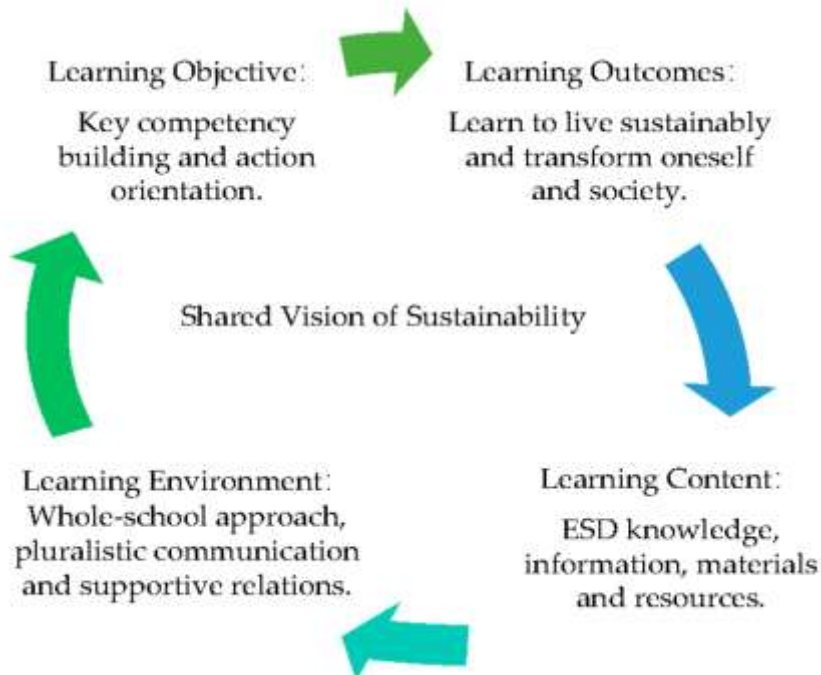 Learning Objective:
Key competency
building and action
orientation.
Learning Outcomes:
Learn to live sustainably
and transform oneself
and society.
Shared Vision of Sustainability
Learning Environment:
Whole-school approach,
pluralistic communication
and supportive relations.
Learning Content:
ESD knowledge,
information, materials
and resources.